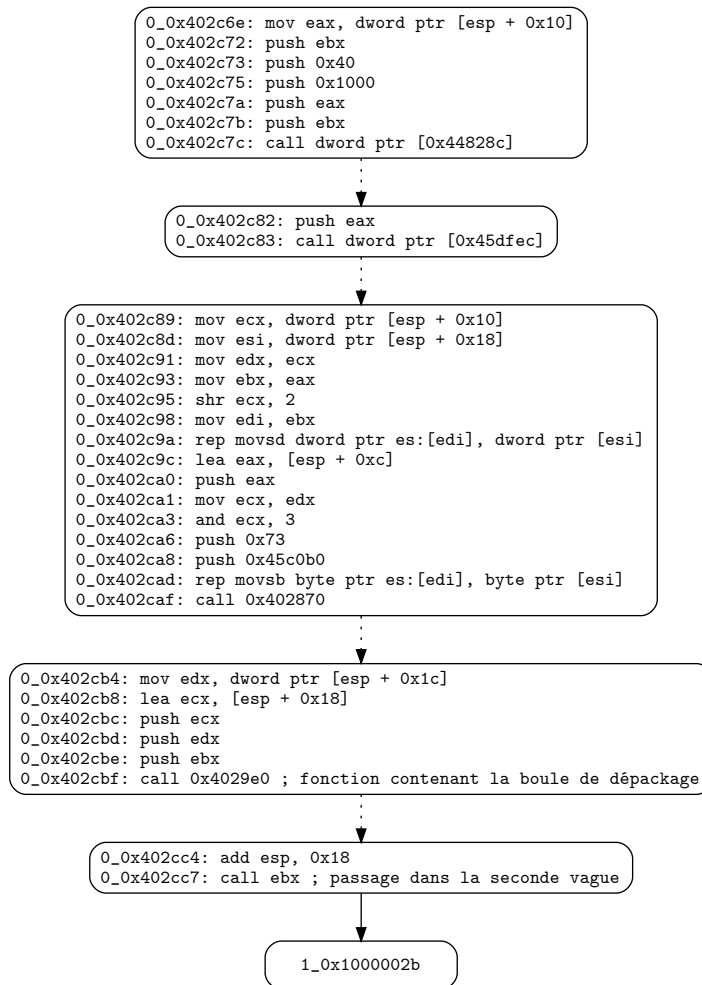 0_0x402c6e: mov eax, dword ptr [esp + 0x10]
0_0x402c72: push ebx
0_0x402c73: push 0x40
0_0x402c75: push 0x1000
0_0x402c7a: push eax
0_0x402c7b: push ebx
0_0x402c7c: call dword ptr [0x44828c]
0_0x402c82: push eax
0_0x402c83: call dword ptr [0x45dfec]
0_0x402c89: mov ecx, dword ptr [esp + 0x10]
0_0x402c8d: mov esi, dword ptr [esp + 0x18]
0_0x402c91: mov edx, ecx
0_0x402c93: mov ebx, eax
0_0x402c95: shr ecx, 2
0_0x402c98: mov edi, ebx
0_0x402c9a: rep movsd dword ptr es:[edi], dword ptr [esi]
0_0x402c9c: lea eax, [esp + 0xc]
0_0x402ca0: push eax
0_0x402ca1: mov ecx, edx
0_0x402ca3: and ecx, 3
0_0x402ca6: push 0x73
0_0x402ca8: push 0x45c0b0
0_0x402cad: rep movsb byte ptr es:[edi], byte ptr [esi]
0_0x402caf: call 0x402870
0_0x402cb4: mov edx, dword ptr [esp + 0x1c]
0_0x402cb8: lea ecx, [esp + 0x18]
0_0x402cbc: push ecx
0_0x402cbd: push edx
0_0x402cbe: push ebx
0_0x402cbf: call 0x4029e0 ; fonction contenant la boule de dépackage
0_0x402cc4: add esp, 0x18
0_0x402cc7: call ebx ; passage dans la seconde vague
1_0x1000002b